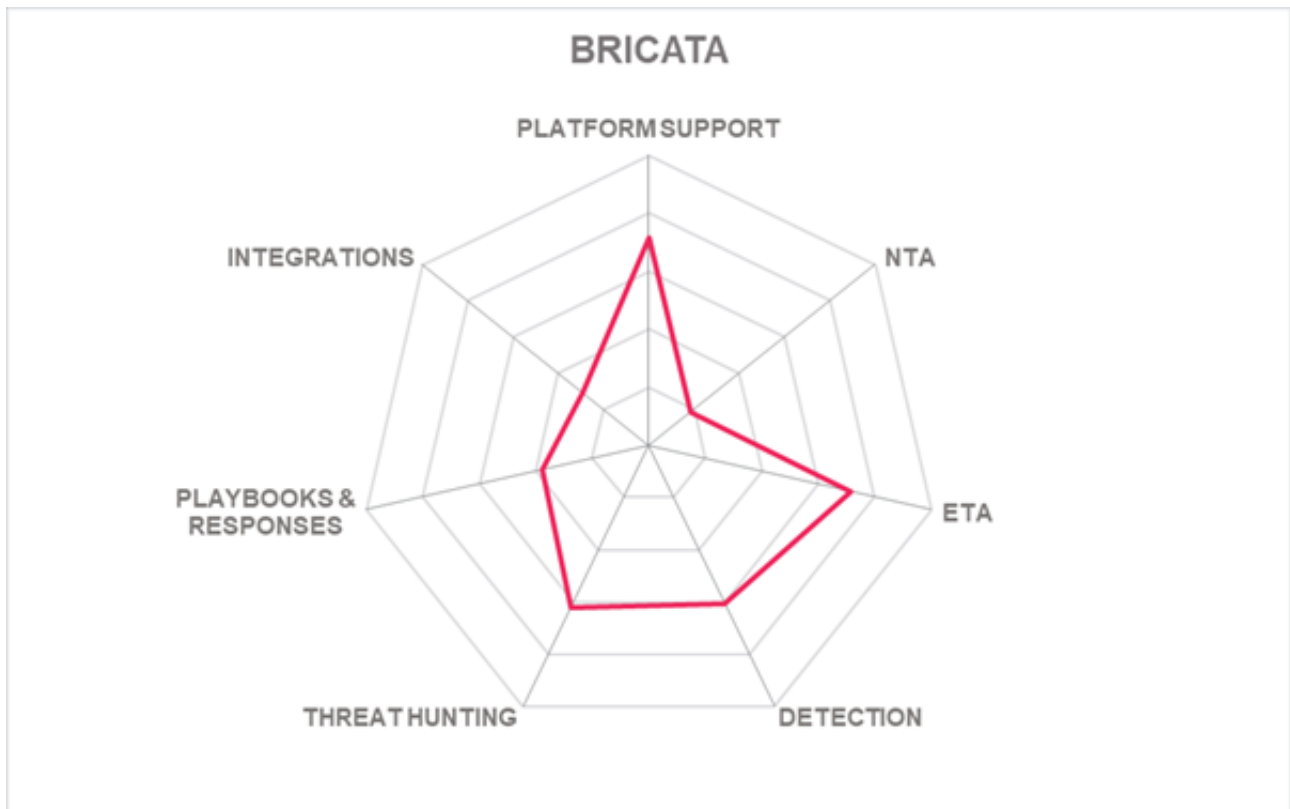 BRICATA
PLATFORM SUPPORT
INTEGRATIONS
NTA
PLAYBOOKS &
RESPONSES
ETA
THREAT HUNTING
DETECTION